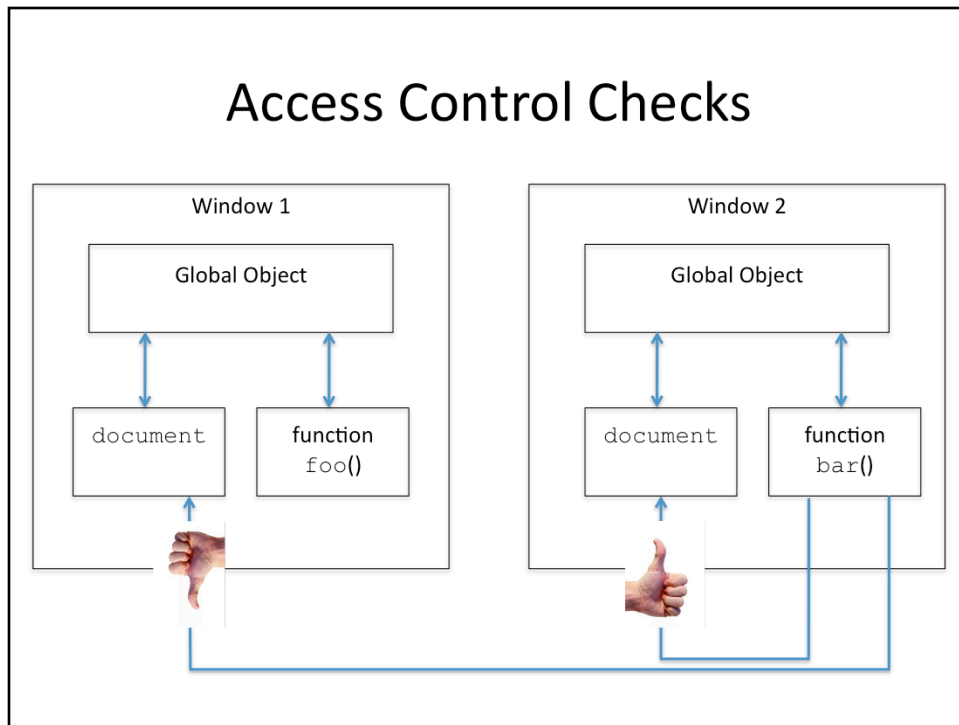 Access Control Checks
Window 1
Global Object
document
function
foo()
Window 2
Global Object
document
function
bar()